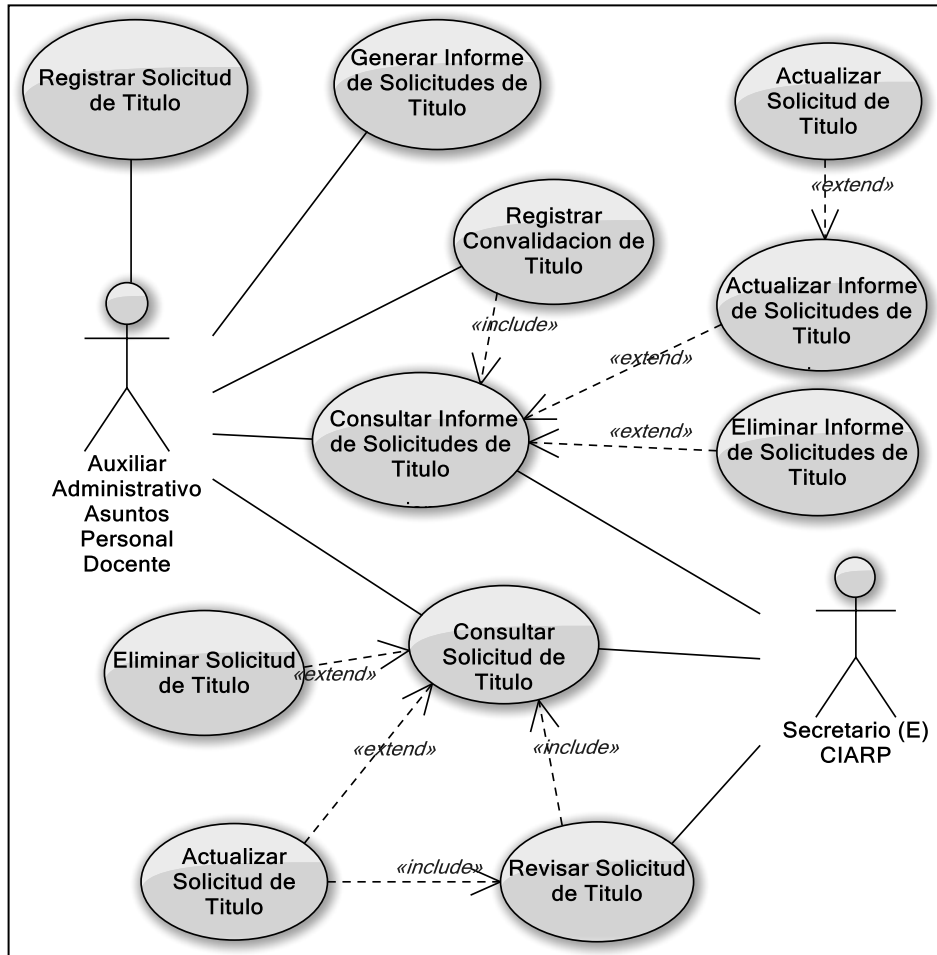 Registrar Solicitud
de Titulo
Generar Informe
de Solicitudes de
Titulo
Actualizar
Solicitud de
Titulo
«extend»
Registrar
Convalidacion de
Titulo
«include»
Actualizar Informe
de Solicitudes de
Titulo
«extend»
Consultar Informe
de Solicitudes de
Titulo
«extend»
Eliminar Informe
de Solicitudes de
Titulo
Auxiliar
Administrativo
Asuntos
Personal
Docente
Eliminar Solicitud
de Titulo
«extend»
Consultar
Solicitud de
Titulo
Secretario (E)
CIARP
«extend»
«include»
Actualizar
Solicitud de
Titulo
«include»
Revisar Solicitud
de Titulo